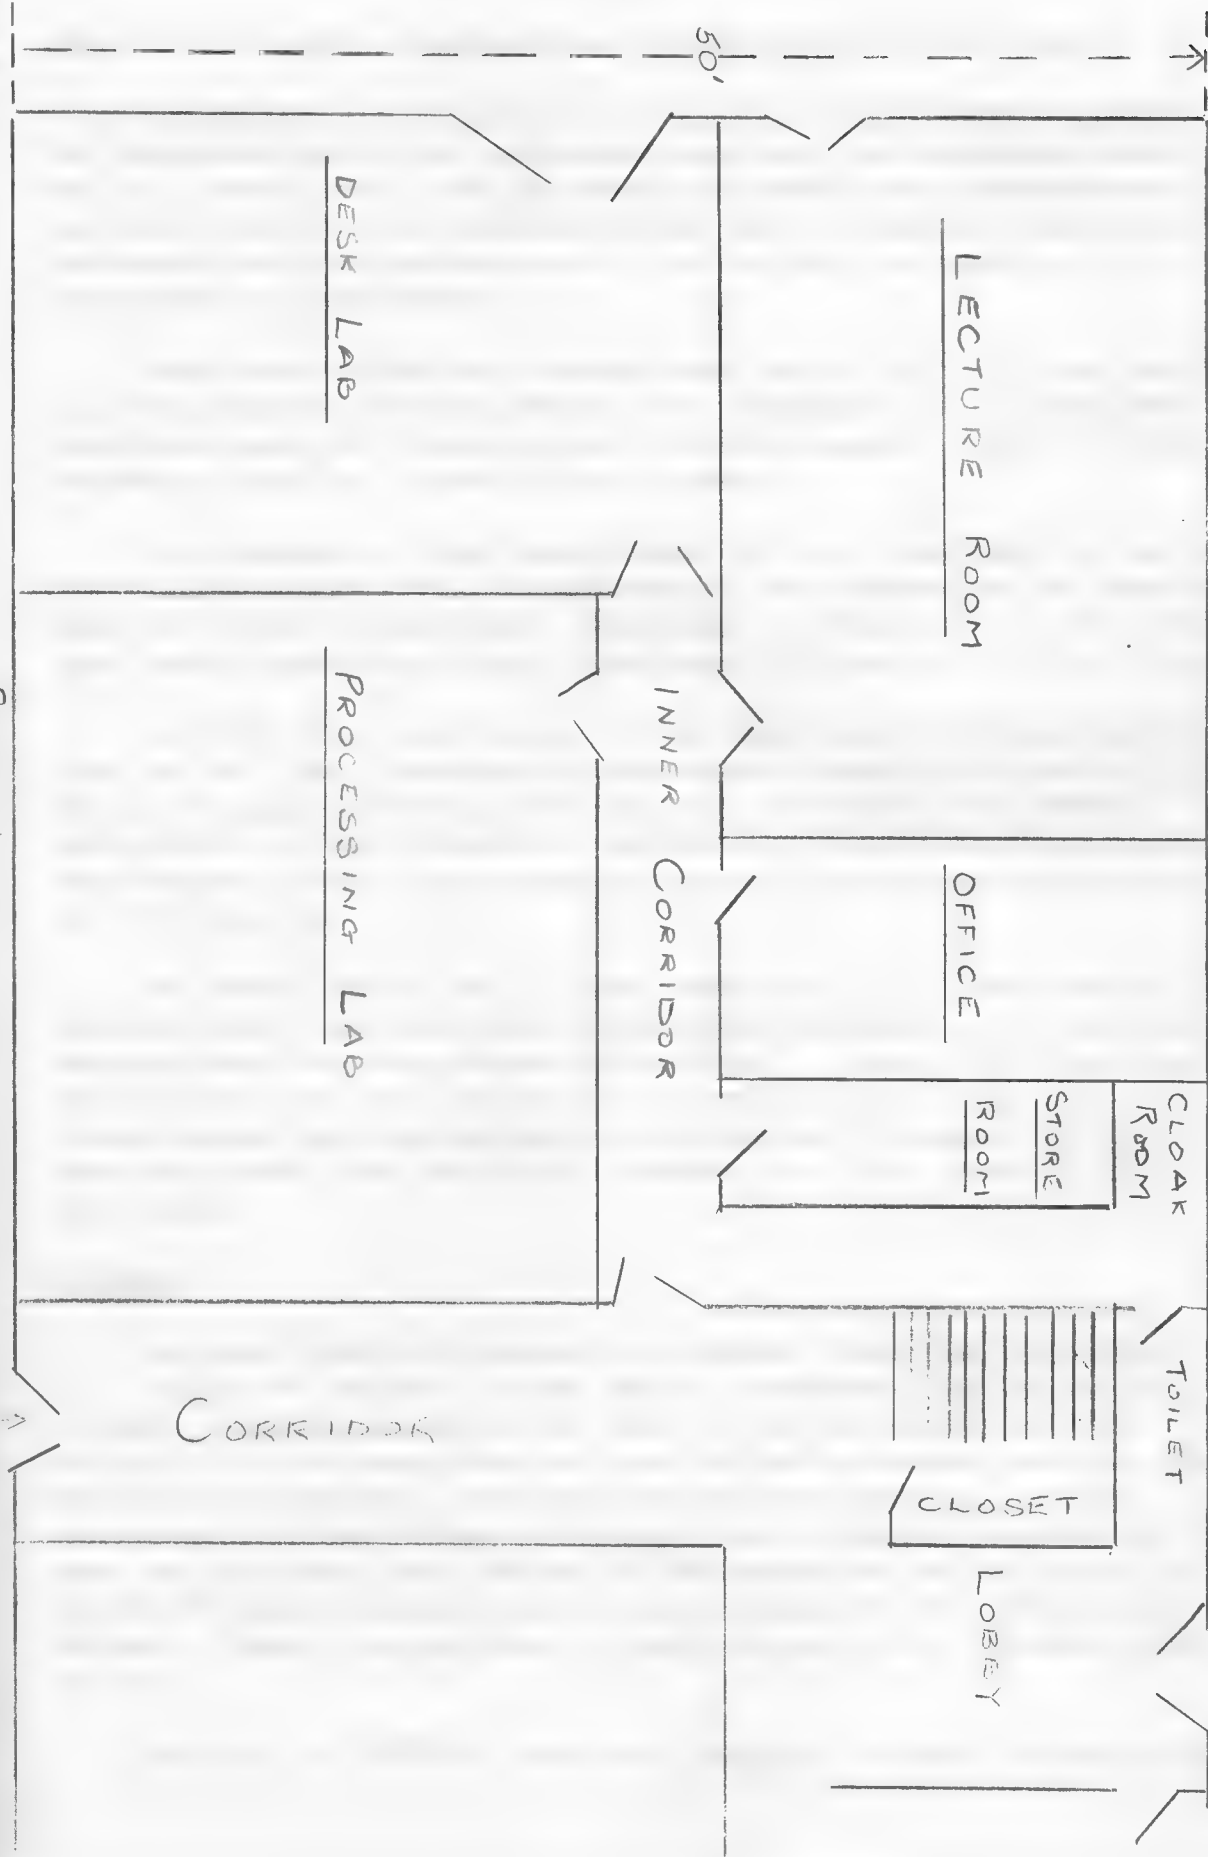 50'
LECTURE ROOM
DESK LAB
OFFICE
STORE
ROOM
CLOAK
ROOM
INNER CORRIDOR
PROCESSING LAB
TOILET
CLOSET
LOBBY
CORRIDOR